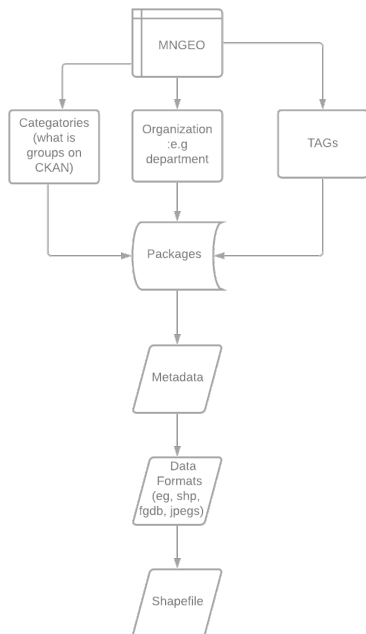 MNGEO
Categatories
(what is
groups on
CKAN)
Organization
:e.g
department
TAGs
Packages
Metadata
Data
Formats
(eg, shp,
fgdb, jpegs)
Shapefile